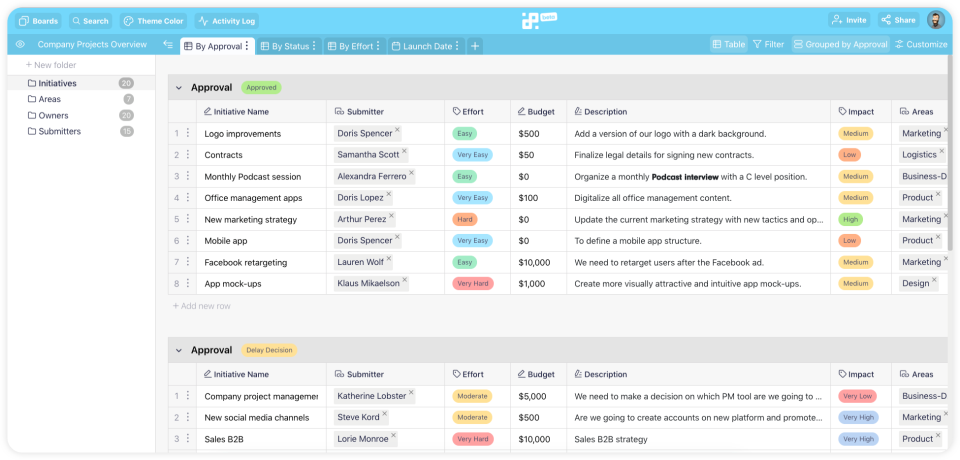 Boards Search Theme Color Activity Log beta Invite Share
Company Projects Overview By Approval By Status By Effort Launch Date + Table Filter Grouped by Approval Customize
+ New folder
Initiatives 20
Areas 7
Owners 20
Submitters 15
Approval Approved
Initiative Name Submitter Effort Budget Description Impact Areas
1 Logo improvements Doris Spencer × Easy $500 Add a version of our logo with a dark background. Medium Marketing ×
2 Contracts Samantha Scott × Very Easy $50 Finalize legal details for signing new contracts. Low Logistics ×
3 Monthly Podcast session Alexandra Ferrero × Easy $0 Organize a monthly Podcast interview with a C level position. Medium Business-D
4 Office management apps Doris Lopez × Very Easy $100 Digitalize all office management content. Medium Product ×
5 New marketing strategy Arthur Perez × Hard $0 Update the current marketing strategy with new tactics and op... High Marketing ×
6 Mobile app Doris Spencer × Very Easy $0 To define a mobile app structure. Low Product ×
7 Facebook retargeting Lauren Wolf × Easy $10,000 We need to retarget users after the Facebook ad. Medium Marketing ×
8 App mock-ups Klaus Mikaelson × Very Hard $1,000 Create more visually attractive and intuitive app mock-ups. Medium Design ×
+ Add new row
Approval Delay Decision
Initiative Name Submitter Effort Budget Description Impact Areas
1 Company project managemer Katherine Lobster × Moderate $5,000 We need to make a decision on which PM tool are we going to ... Very Low Business-D
2 New social media channels Steve Kord × Moderate $500 Are we going to create accounts on new platform and promote... Very High Marketing ×
3 Sales B2B Lorie Monroe × Very Hard $10,000 Sales B2B strategy Very High Product ×